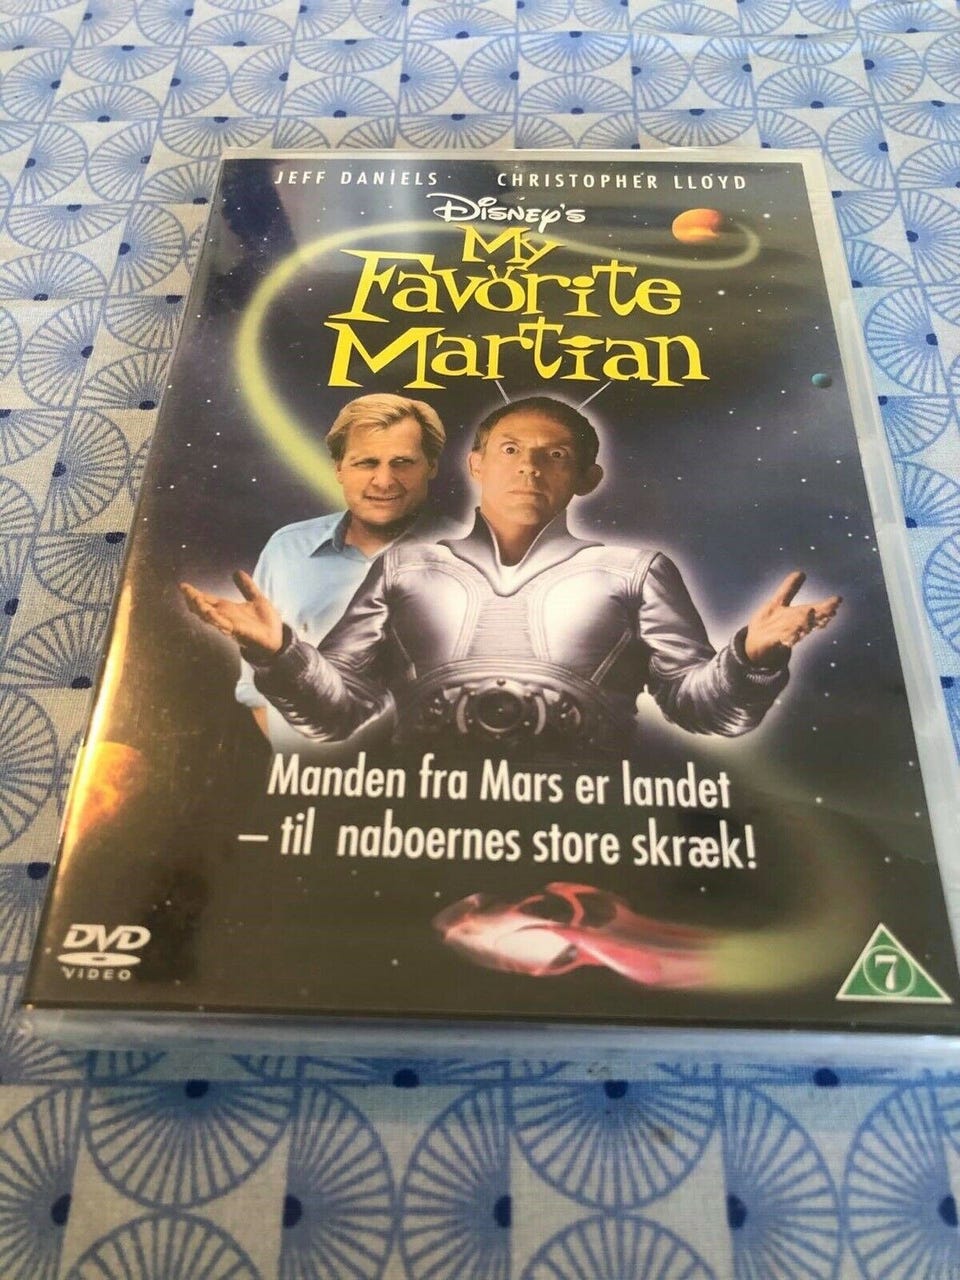 JEFF DANIELS CHRISTOPHER LLOYD
Disney's
My
Favorite
Martian
Manden fra Mars er landet
– til naboernes store skræk!
DVD
VIDEO
7